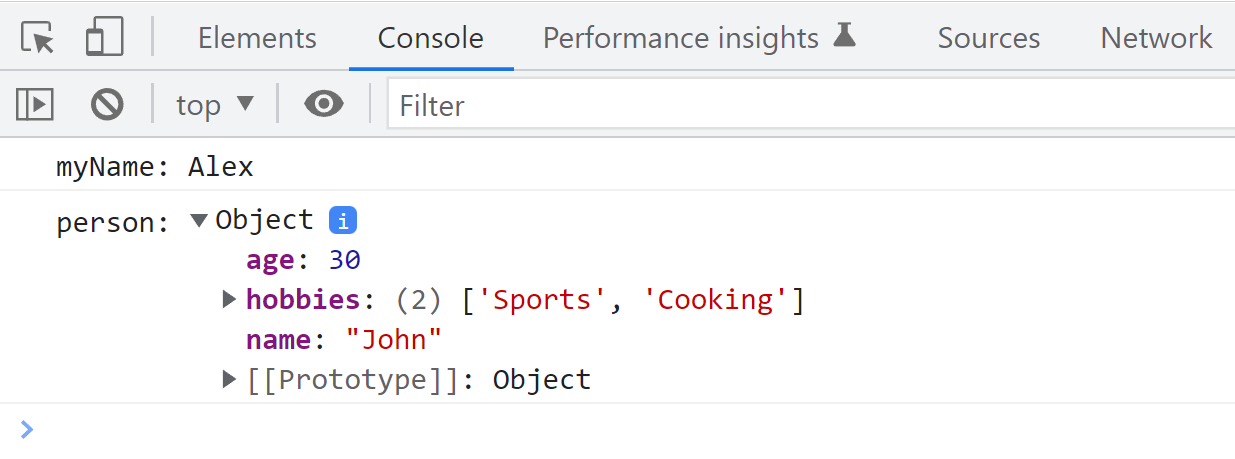 Elements Console Performance insights Sources Network
top Filter
myName: Alex
person: Object i
age: 30
hobbies: (2) ['Sports', 'Cooking']
name: "John"
[[Prototype]]: Object